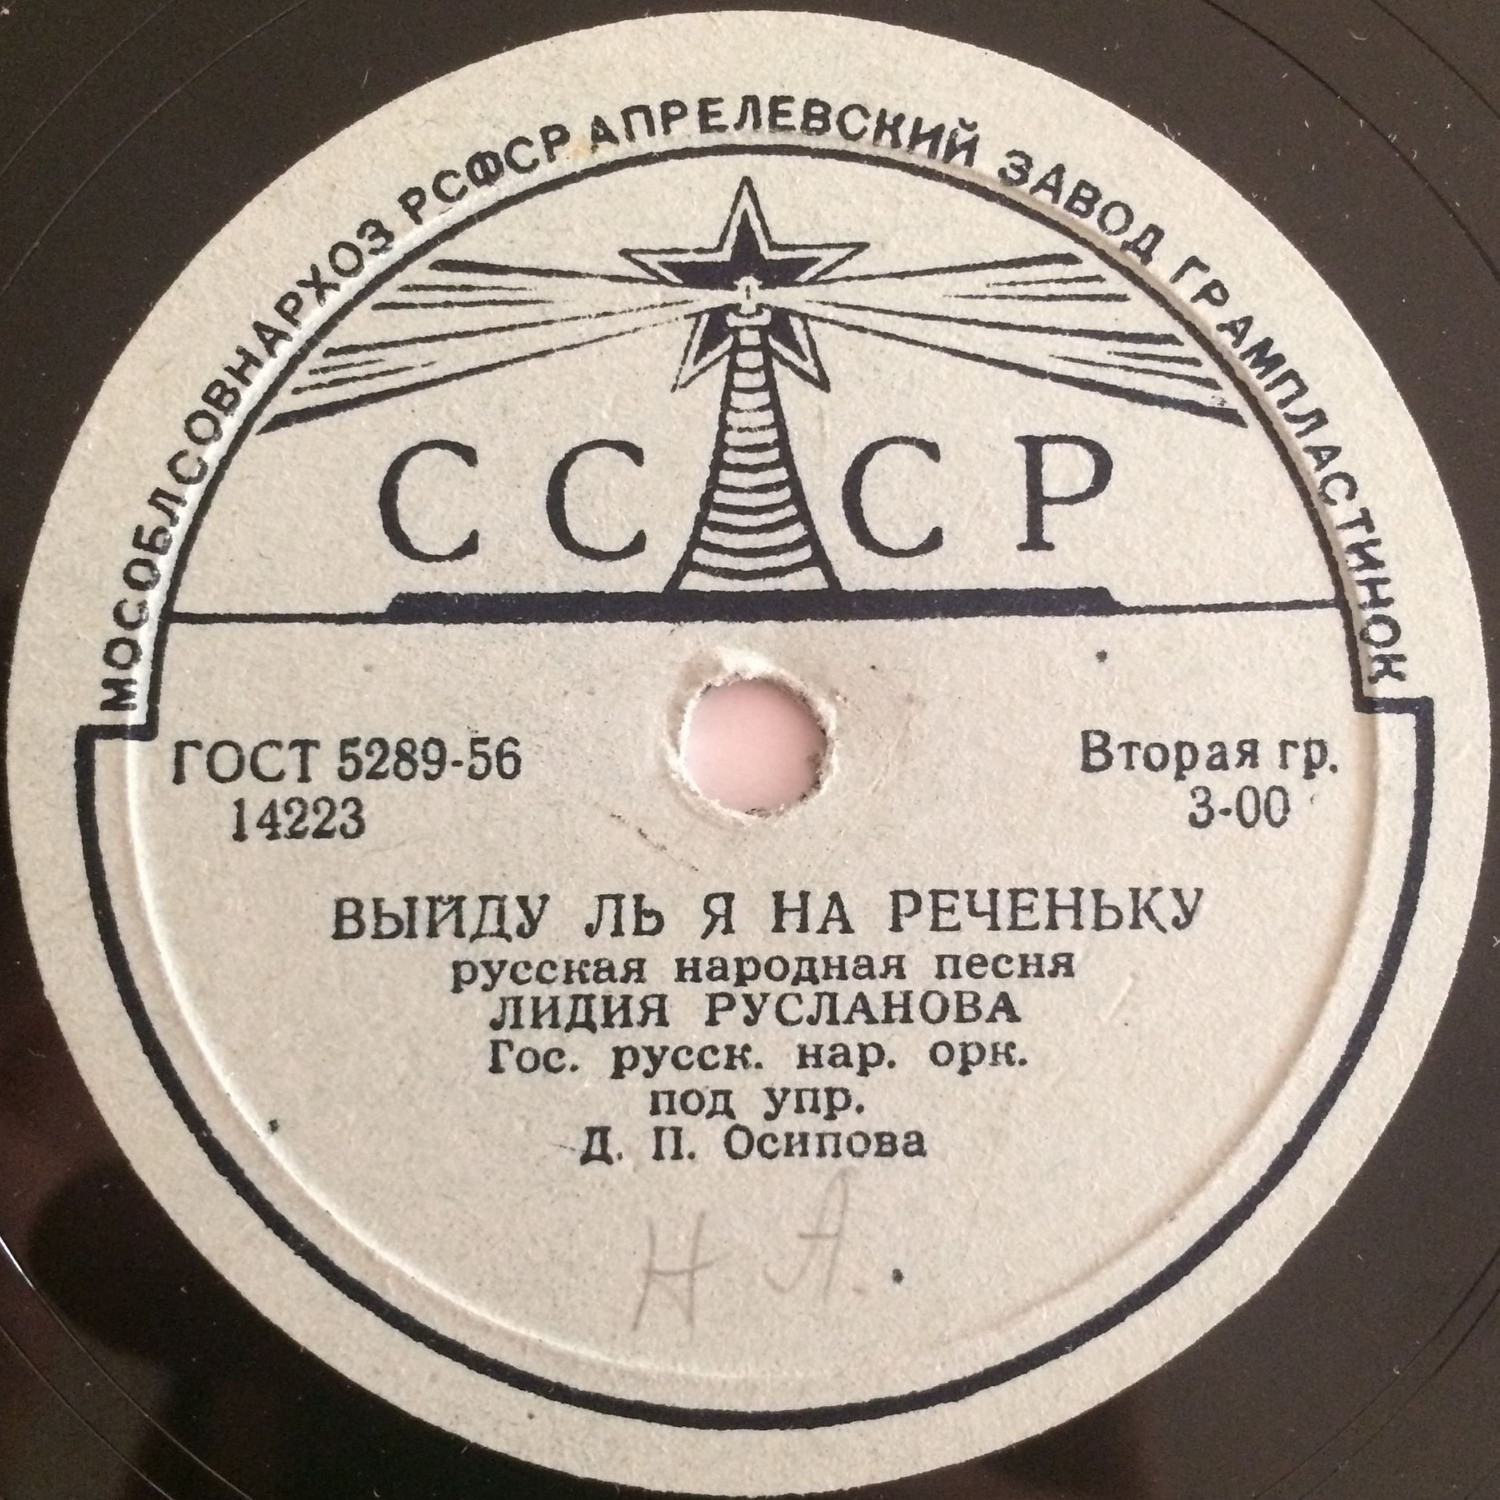 МОСОБЛСОВНАРХОЗ РСФСР АПРЕЛЕВСКИЙ ЗАВОД ГРАМПЛАСТИНОК
СССР
ГОСТ 5289-56
14223
Вторая гр.
3-00
ВЫЙДУ ЛЬ Я НА РЕЧЕНЬКУ
русская народная песня
ЛИДИЯ РУСЛАНОВА
Гос. русск. нар. орк.
под упр.
Д. П. Осипова
Н А.